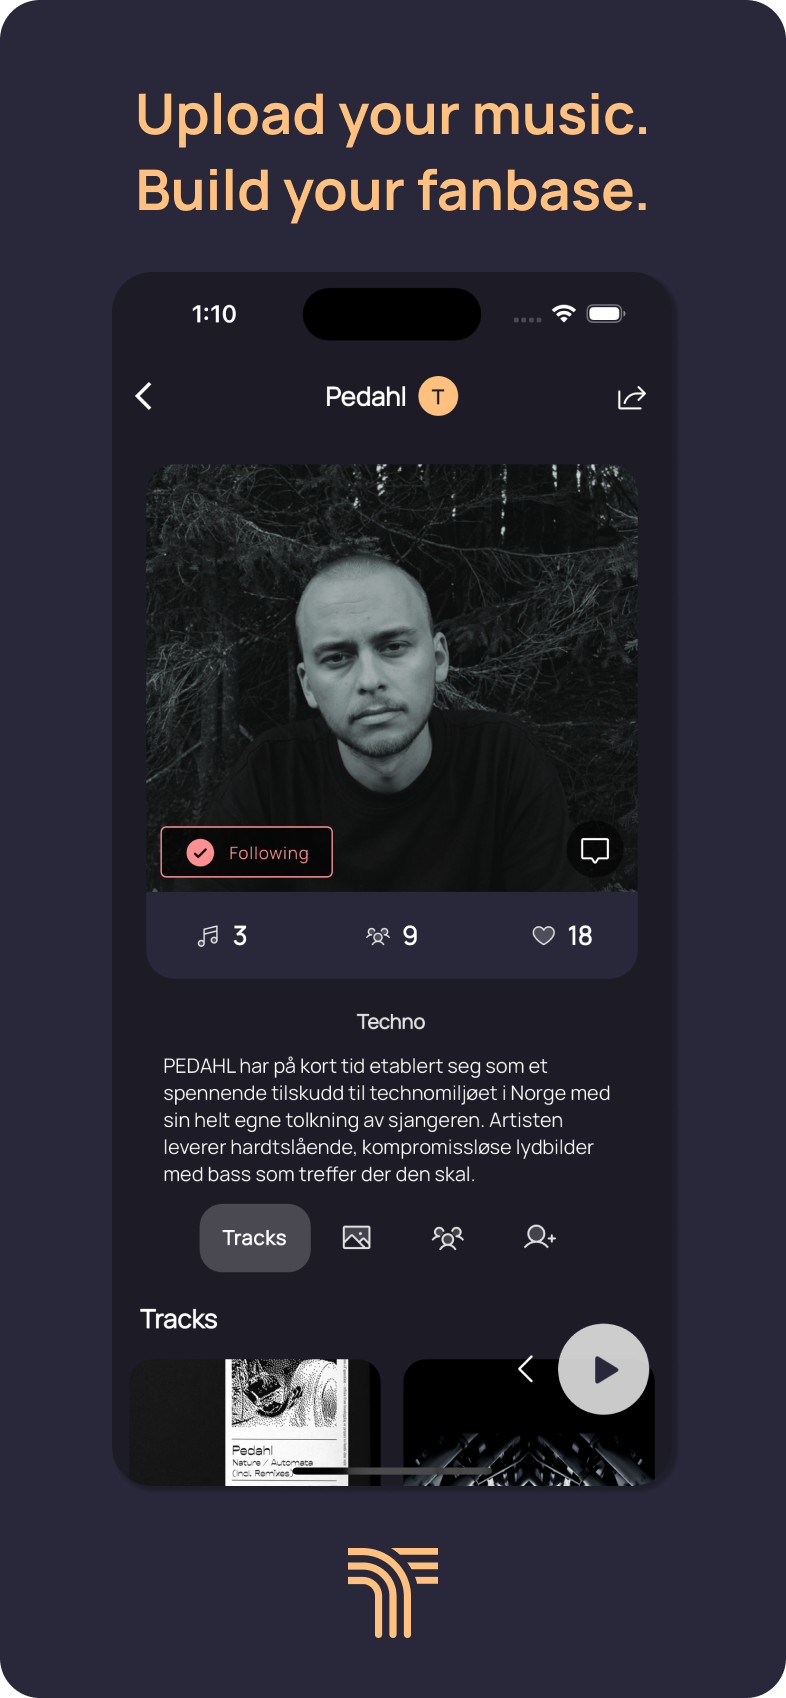 Upload your music.
Build your fanbase.
1:10
Pedahl T
Following
3 9 18
Techno
PEDAHL har på kort tid etablert seg som et
spennende tilskudd til technomiljøet i Norge med
sin helt egne tolkning av sjangeren. Artisten
leverer hardtslående, kompromissløse lydbilder
med bass som treffer der den skal.
Tracks
Tracks
Pedahl
Nature / Automata
(Incl. Remixes)